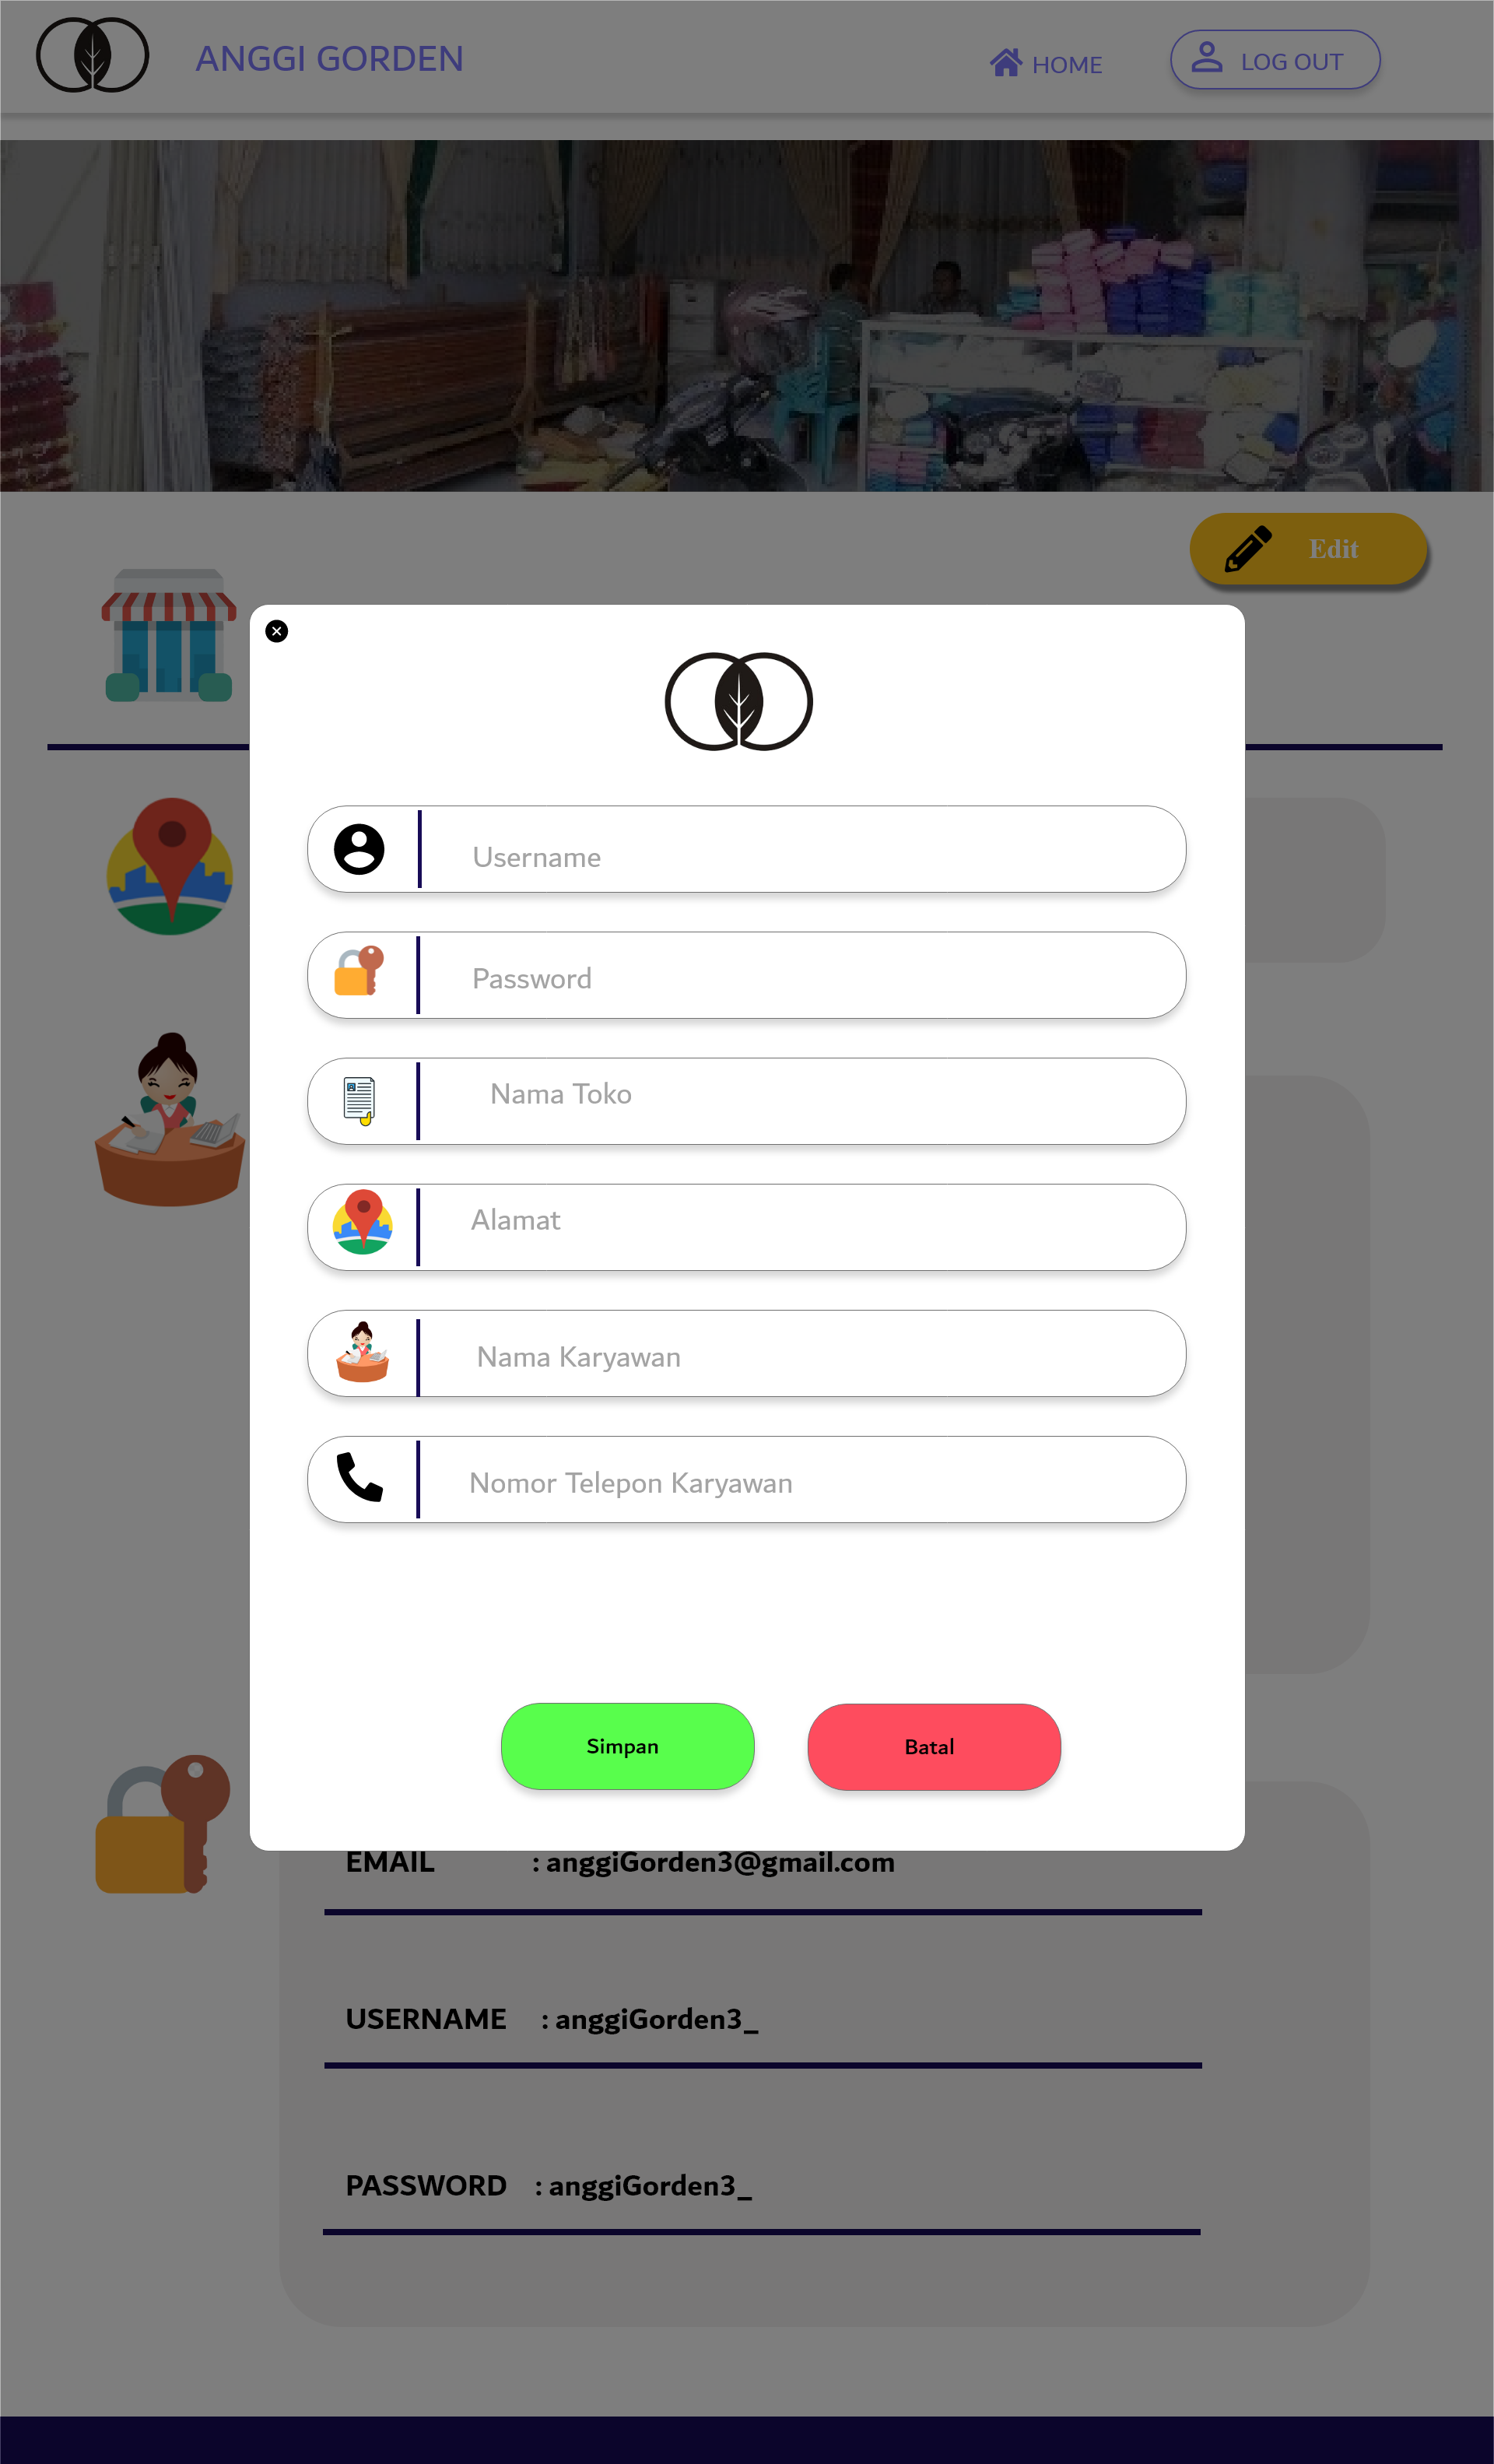 ANGGI GORDEN
HOME
LOG OUT
Edit
Username
Password
Nama Toko
Alamat
Nama Karyawan
Nomor Telepon Karyawan
Simpan
Batal
EMAIL : anggiGorden3@gmail.com
USERNAME : anggiGorden3_
PASSWORD : anggiGorden3_